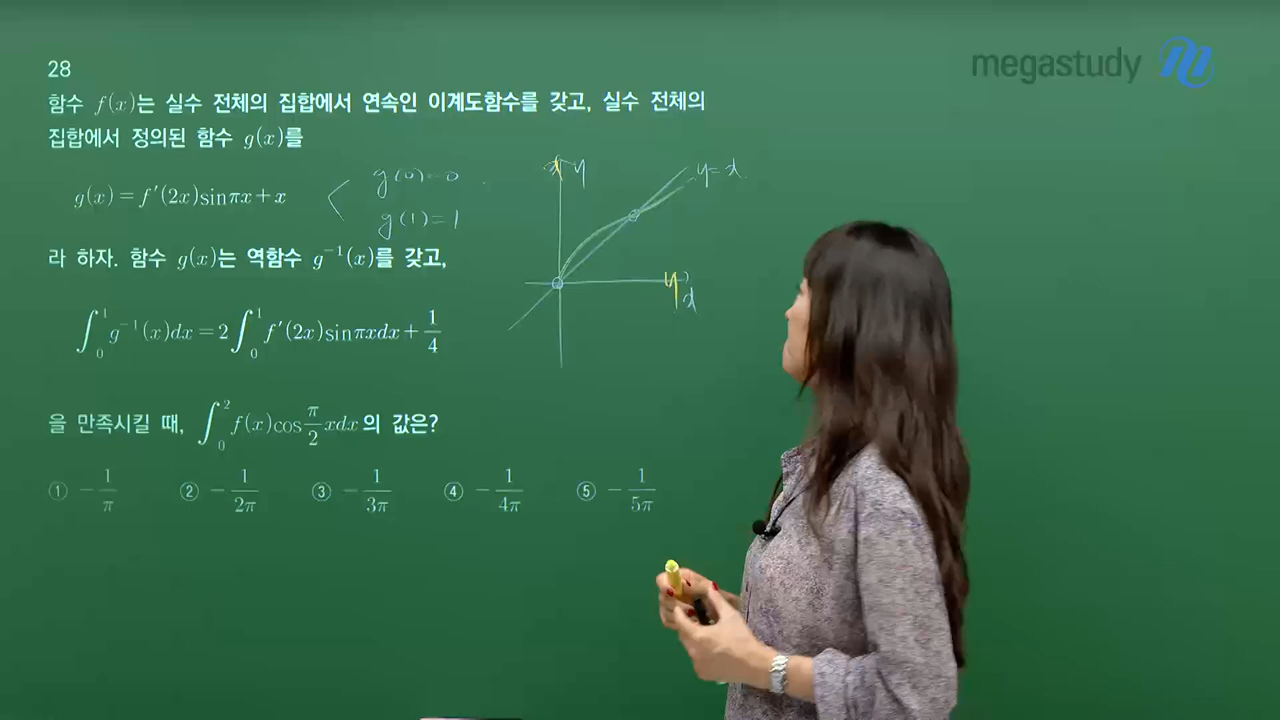 megastudy
28
함수 f(x)는 실수 전체의 집합에서 연속인 이계도함수를 갖고, 실수 전체의
집합에서 정의된 함수 g(x)를
g(x) = f′(2x)sinπx + x
g(0)=0
g(1)=1
라 하자. 함수 g(x)는 역함수 g⁻¹(x)를 갖고,
∫₀¹ g⁻¹(x)dx = 2∫₀¹ f′(2x)sinπxdx + 1/4
을 만족시킬 때, ∫₀² f(x)cos π/2 xdx의 값은?
① −1/π ② −1/2π ③ −1/3π ④ −1/4π ⑤ −1/5π
x y
y=x
y x